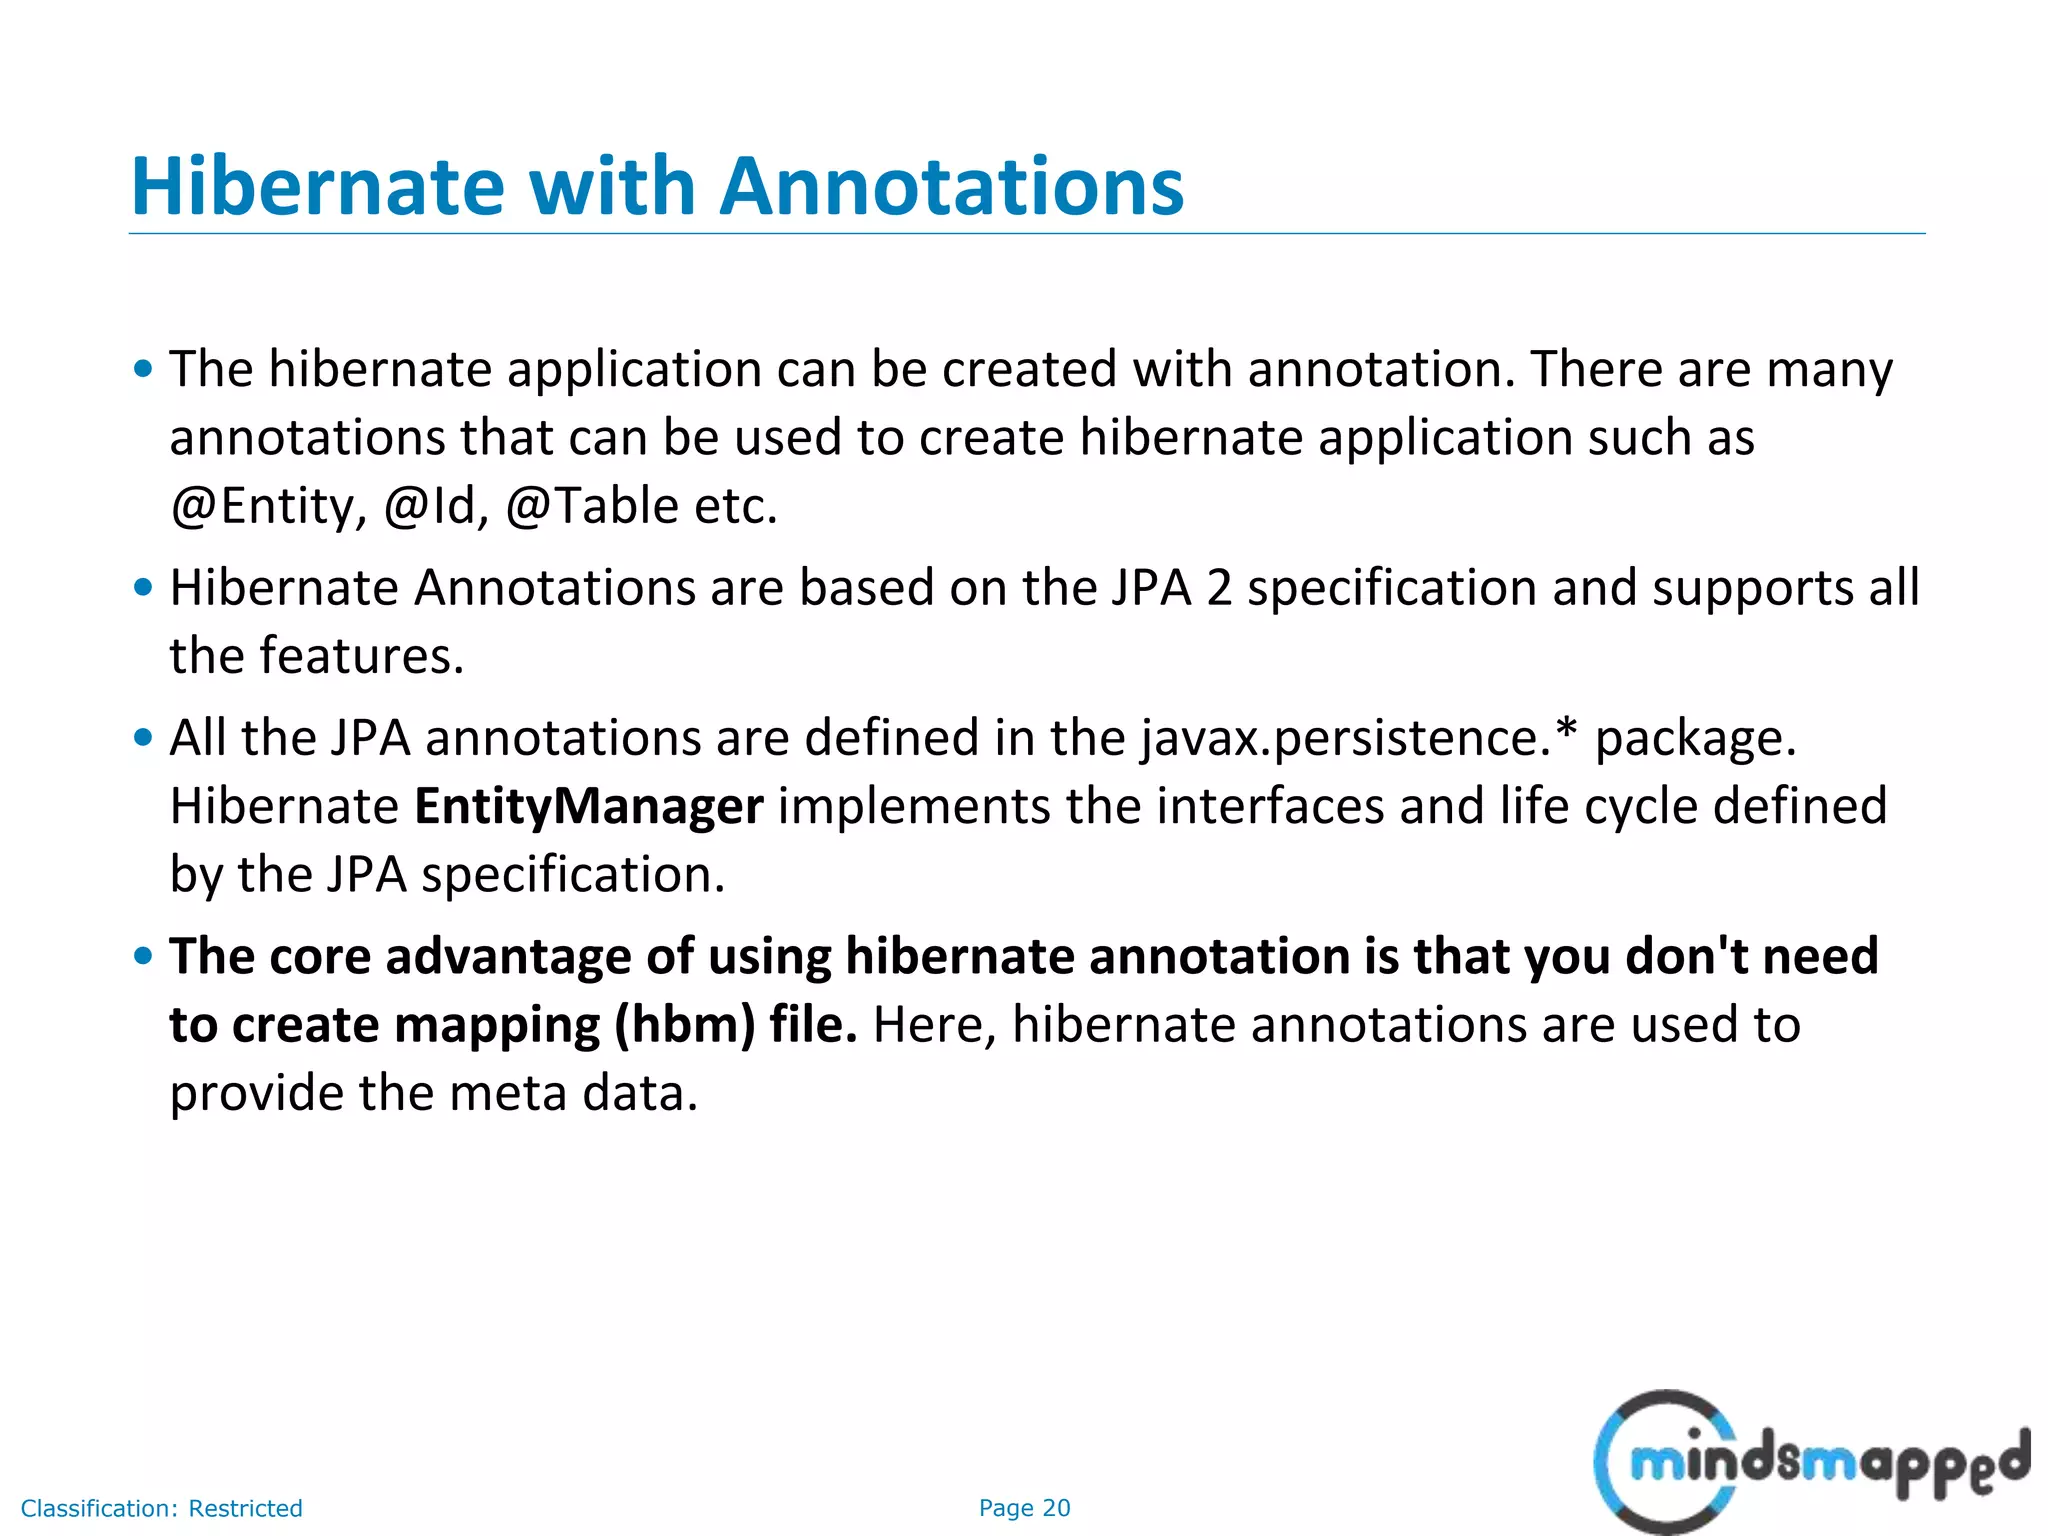 Hibernate with Annotations
• The hibernate application can be created with annotation. There are many
annotations that can be used to create hibernate application such as
@Entity, @Id, @Table etc.
• Hibernate Annotations are based on the JPA 2 specification and supports all
the features.
• All the JPA annotations are defined in the javax.persistence.* package.
Hibernate EntityManager implements the interfaces and life cycle defined
by the JPA specification.
• The core advantage of using hibernate annotation is that you don't need
to create mapping (hbm) file. Here, hibernate annotations are used to
provide the meta data.
mindsmapped
Classification: Restricted
Page 20